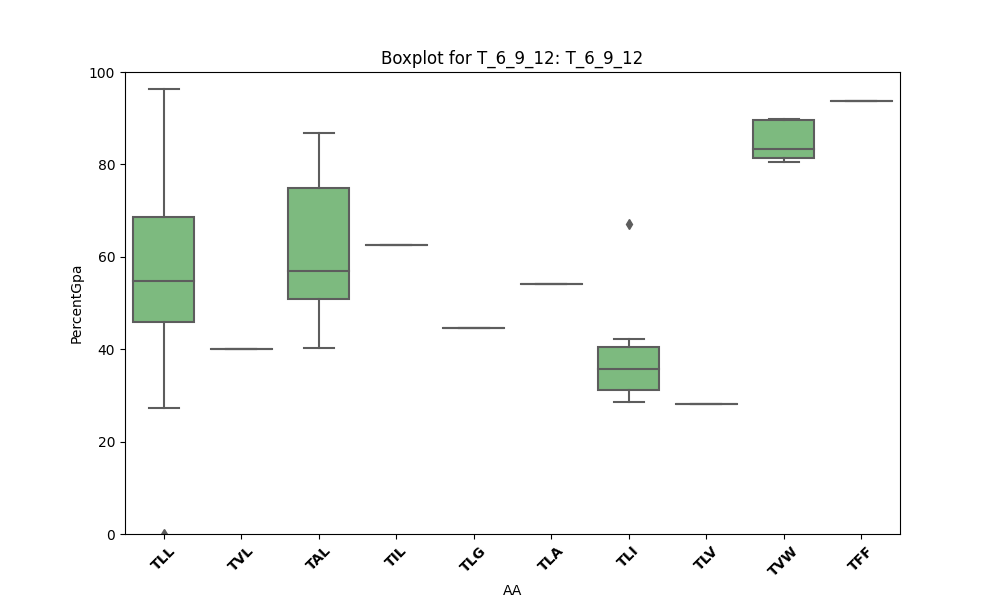 Boxplot for T_6_9_12: T_6_9_12
PercentGpa
100
80
60
40
20
0
TLL TVL TAL TIL TLG TLA TLI TLV TVW TFF
AA